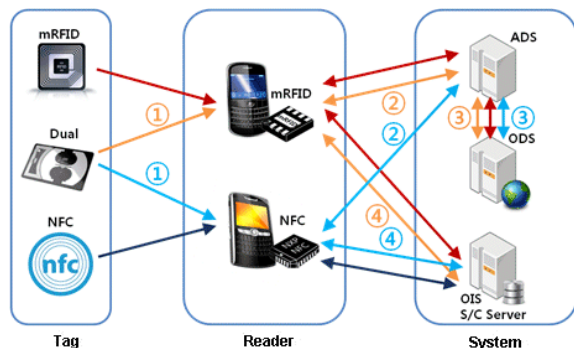 mRFID
Dual
NFC
nfc
Tag
①
①
mRFID
NFC
NXP
NFC
Reader
②
②
③
③
④
④
ADS
ODS
OIS
S/C Server
System